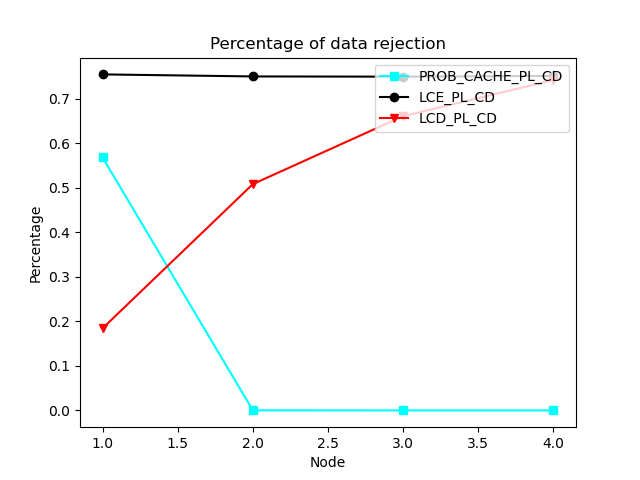 Percentage of data rejection
PROB_CACHE_PL_CD
LCE_PL_CD
LCD_PL_CD
Percentage
0.7
0.6
0.5
0.4
0.3
0.2
0.1
0.0
1.0 1.5 2.0 2.5 3.0 3.5 4.0
Node